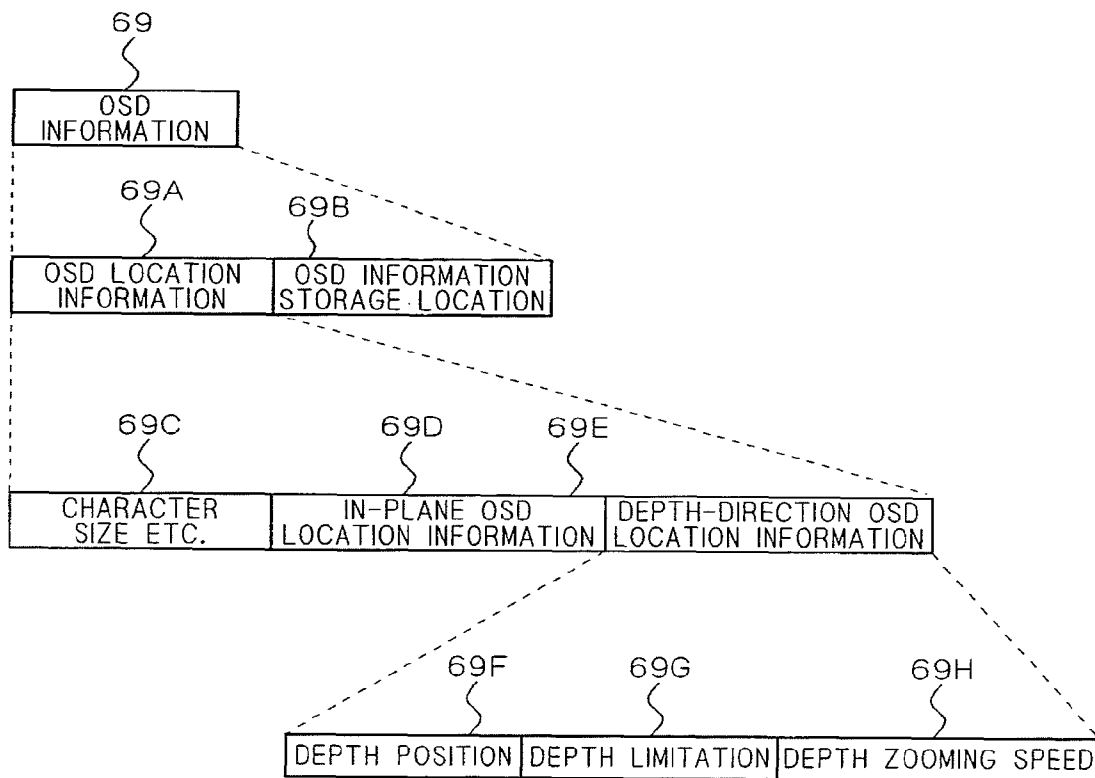 69
OSD
INFORMATION
69A
69B
OSD LOCATION
INFORMATION
OSD INFORMATION
STORAGE LOCATION
69C
69D
69E
CHARACTER
SIZE ETC.
IN-PLANE OSD
LOCATION INFORMATION
DEPTH-DIRECTION OSD
LOCATION INFORMATION
69F
69G
69H
DEPTH POSITION
DEPTH LIMITATION
DEPTH ZOOMING SPEED